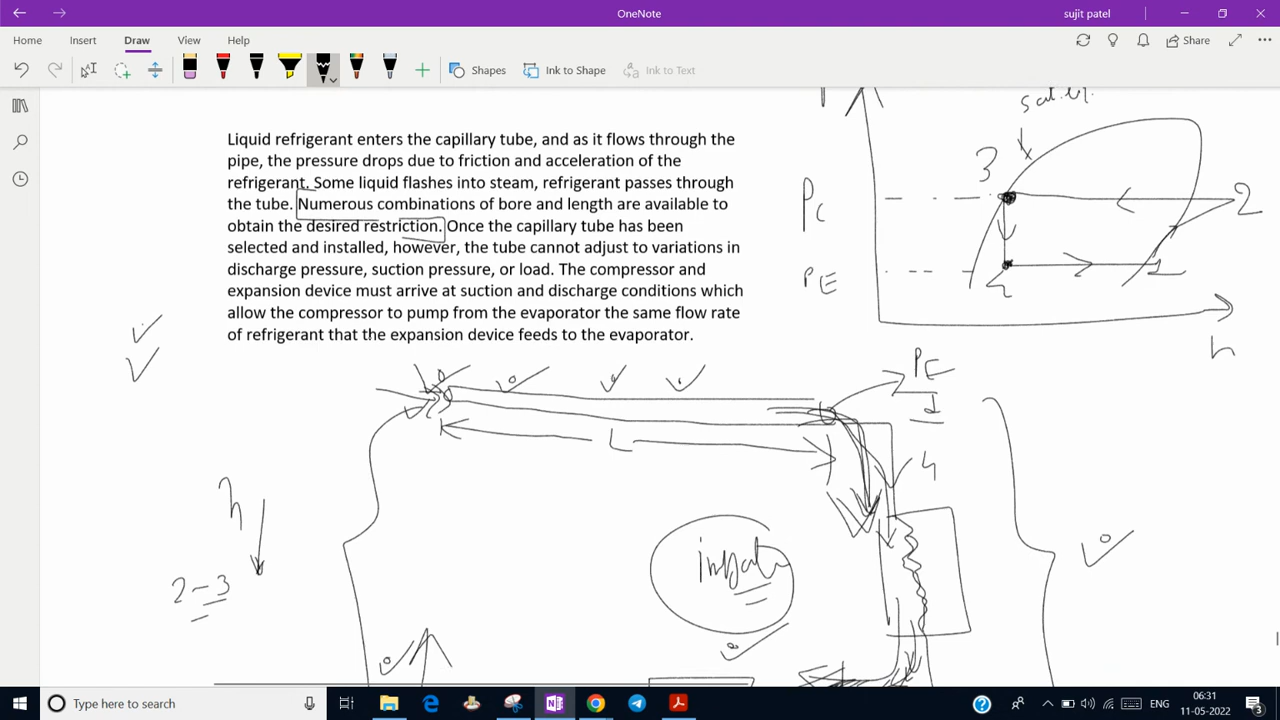 OneNote
sujit patel
Home
Insert
Draw
View
Help
Share
Shapes
Ink to Shape
Ink to Text
Liquid refrigerant enters the capillary tube, and as it flows through the
pipe, the pressure drops due to friction and acceleration of the
refrigerant. Some liquid flashes into steam, refrigerant passes through
the tube. Numerous combinations of bore and length are available to
obtain the desired restriction. Once the capillary tube has been
selected and installed, however, the tube cannot adjust to variations in
discharge pressure, suction pressure, or load. The compressor and
expansion device must arrive at suction and discharge conditions which
allow the compressor to pump from the evaporator the same flow rate
of refrigerant that the expansion device feeds to the evaporator.
3
Pc
2
PE
1
4
h
PE
L
4
2-3
Type here to search
ENG
06:31
11-05-2022
3